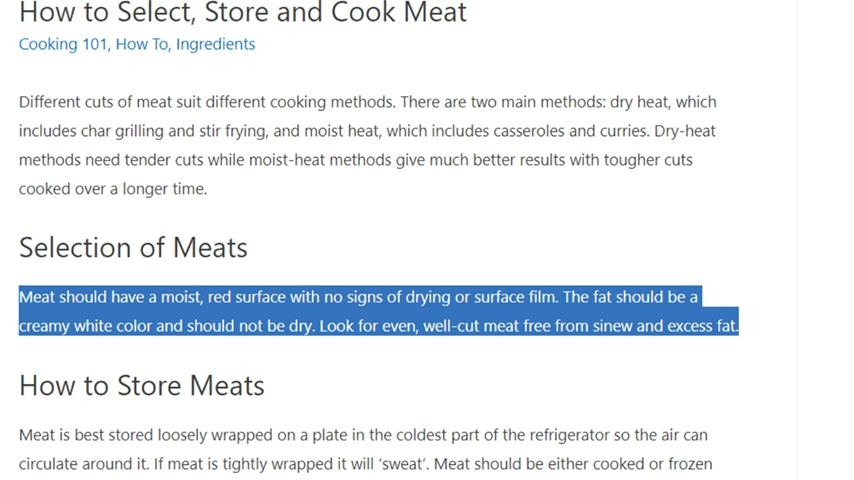 How to Select, Store and Cook Meat
Cooking 101, How To, Ingredients
Different cuts of meat suit different cooking methods. There are two main methods: dry heat, which
includes char grilling and stir frying, and moist heat, which includes casseroles and curries. Dry-heat
methods need tender cuts while moist-heat methods give much better results with tougher cuts
cooked over a longer time.
Selection of Meats
Meat should have a moist, red surface with no signs of drying or surface film. The fat should be a
creamy white color and should not be dry. Look for even, well-cut meat free from sinew and excess fat.
How to Store Meats
Meat is best stored loosely wrapped on a plate in the coldest part of the refrigerator so the air can
circulate around it. If meat is tightly wrapped it will ‘sweat’. Meat should be either cooked or frozen